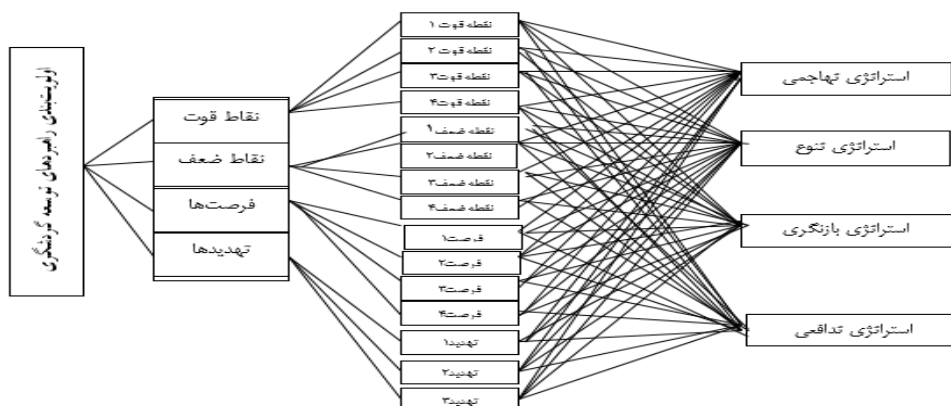 اولویت‌بندی راهبردهای توسعه گردشگری
نقاط قوت
نقاط ضعف
فرصت‌ها
تهدیدها
نقطه قوت ۱
نقطه قوت ۲
نقطه قوت۳
نقطه قوت۴
نقطه ضعف ۱
نقطه ضعف۲
نقطه ضعف۳
نقطه ضعف۴
فرصت۱
فرصت۲
فرصت۳
فرصت۴
تهدید۱
تهدید۲
تهدید۳
استراتژی تهاجمی
استراتژی تنوع
استراتژی بازنگری
استراتژی تدافعی